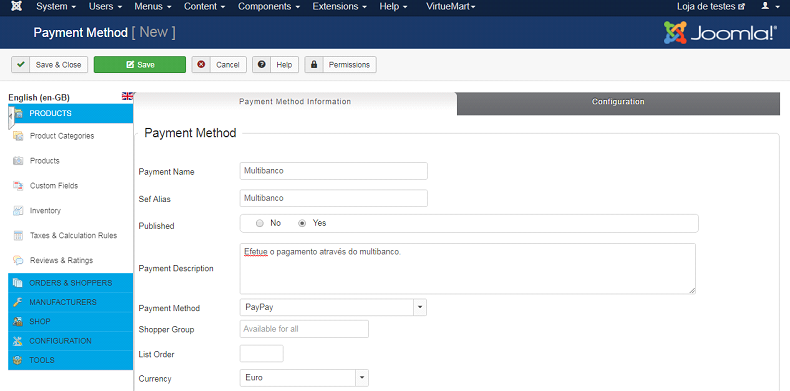 System Users Menus Content Components Extensions Help VirtueMart Loja de testes
Payment Method [ New ] Joomla!®
Save & Close Save Cancel Help Permissions
English (en-GB)
Payment Method Information Configuration
PRODUCTS
Product Categories
Products
Custom Fields
Inventory
Taxes & Calculation Rules
Reviews & Ratings
ORDERS & SHOPPERS
MANUFACTURERS
SHOP
CONFIGURATION
TOOLS
Payment Method
Payment Name Multibanco
Sef Alias Multibanco
Published No Yes
Payment Description Efetue o pagamento através do multibanco.
Payment Method PayPay
Shopper Group Available for all
List Order
Currency Euro